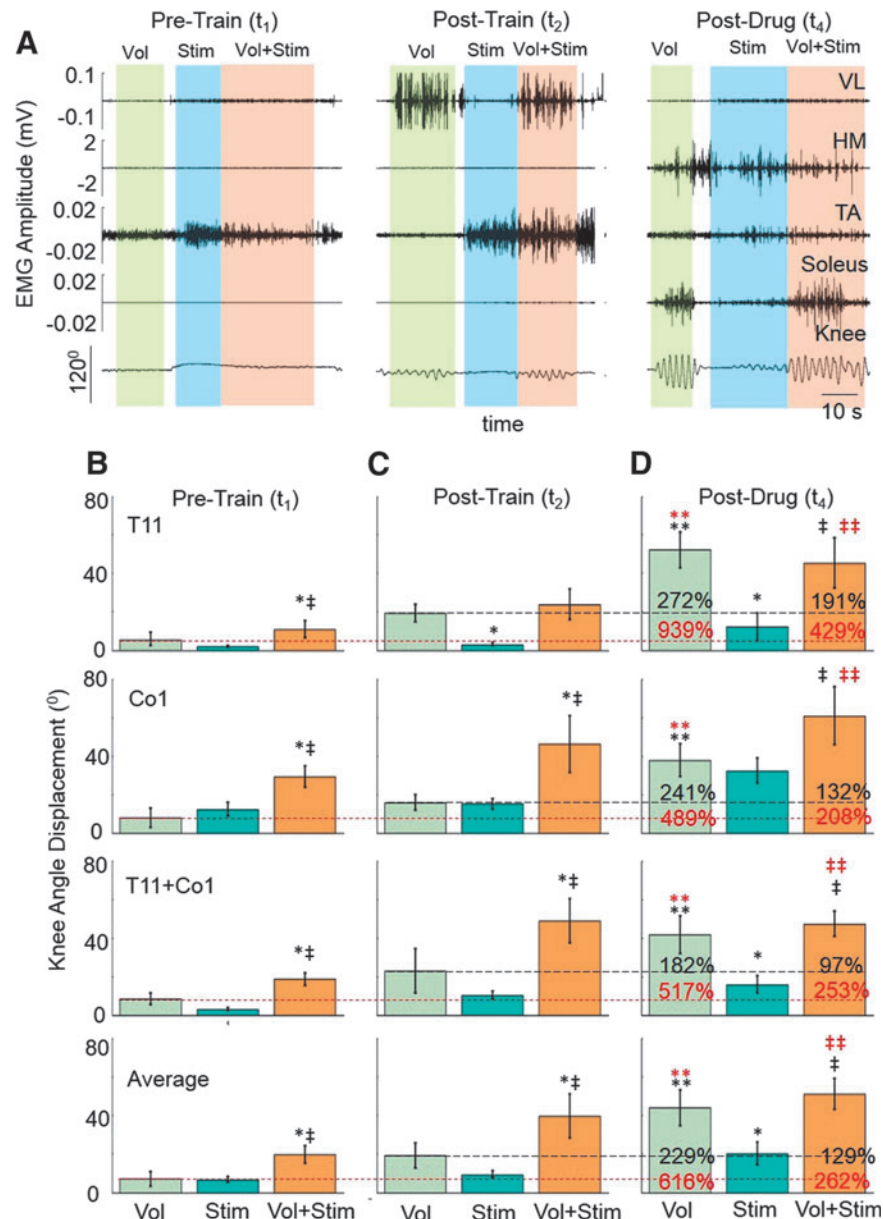 A
Pre-Train (t1) Post-Train (t2) Post-Drug (t4)
Vol Stim Vol+Stim Vol Stim Vol+Stim Vol Stim Vol+Stim
0.1 VL
-0.1
2 HM
-2
0.02 TA
-0.02
0.02 Soleus
-0.02
Knee
EMG Amplitude (mV)
120⁰
10 s
time
B C D
Pre-Train (t1) Post-Train (t2) Post-Drug (t4)
80
T11
** ‡ ‡‡
**
40
*‡ * 272% * 191%
939% 429%
0
80
Co1
‡ ‡‡
*‡ *‡ **
**
40
241% 132%
489% 208%
0
80
T11+Co1
‡‡
*‡ ** ‡
**
40
*‡ 182% * 97%
517% 253%
0
80
Average
‡‡
*‡ ** ‡
**
40
*‡ 229% * 129%
616% 262%
0
Knee Angle Displacement (⁰)
Vol Stim Vol+Stim Vol Stim Vol+Stim Vol Stim Vol+Stim